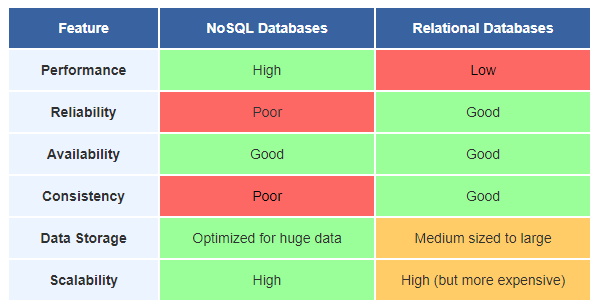 Feature NoSQL Databases Relational Databases
Performance High Low
Reliability Poor Good
Availability Good Good
Consistency Poor Good
Data Storage Optimized for huge data Medium sized to large
Scalability High High (but more expensive)